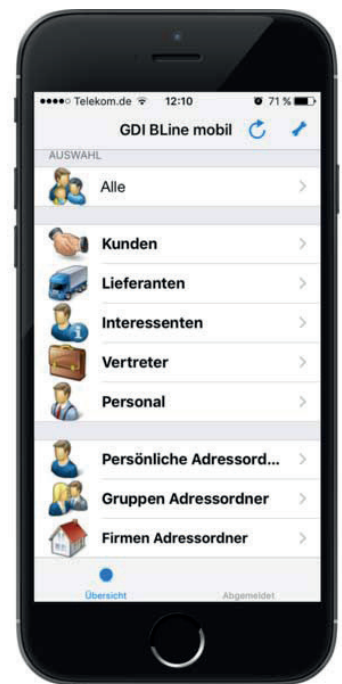 Telekom.de 12:10 71 %
GDI BLine mobil
AUSWAHL
Alle
Kunden
Lieferanten
Interessenten
Vertreter
Personal
Persönliche Adressord...
Gruppen Adressordner
Firmen Adressordner
Übersicht Abgemeldet